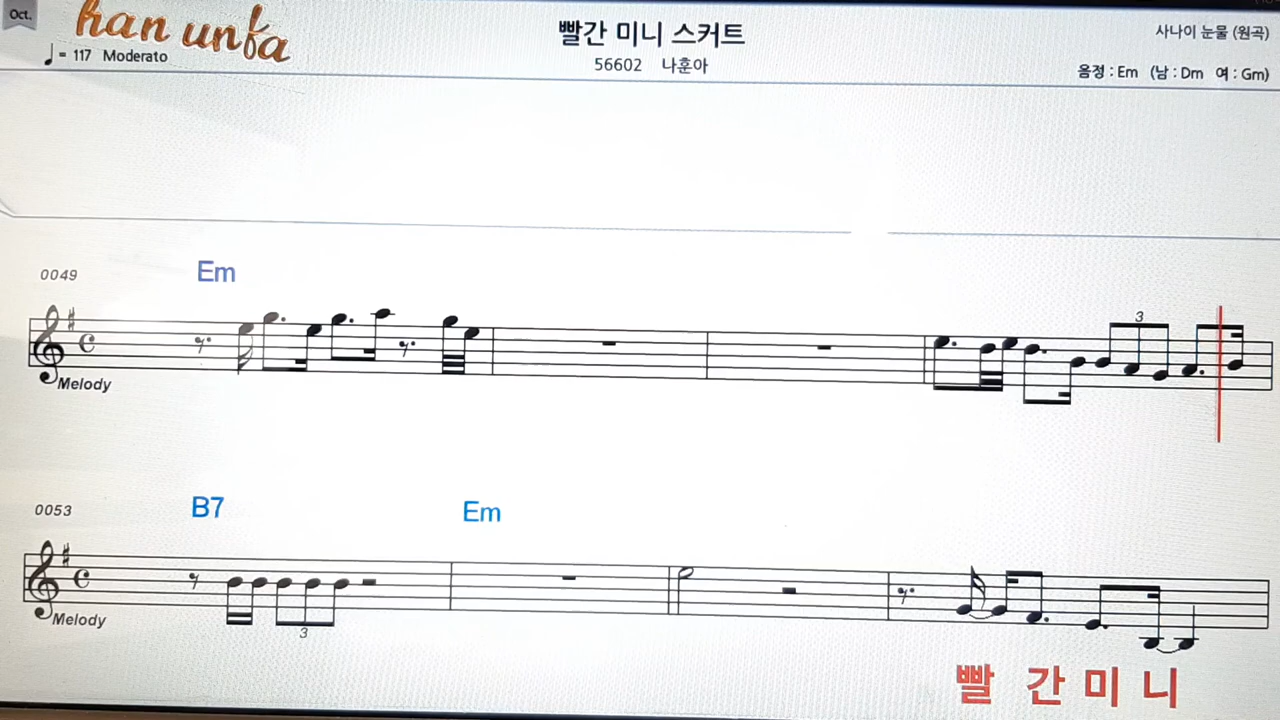 Oct.
han unfa
♩ = 117 Moderato
빨간 미니 스커트
56602 나훈아
사나이 눈물 (원곡)
음정 : Em (남 : Dm 여 : Gm)
0049
Em
Melody
3
0053
B7 Em
Melody
3
빨 간 미 니